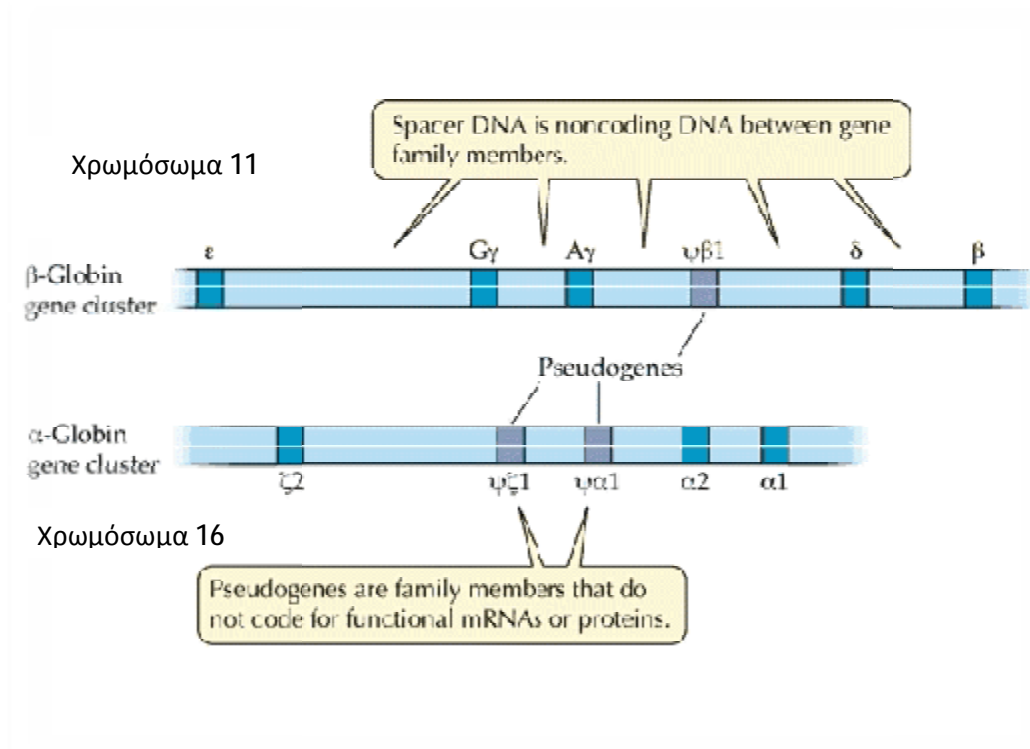 Spacer DNA is noncoding DNA between gene
family members.
Χρωμόσωμα 11
ε Gγ Aγ ψβ1 δ β
β-Globin
gene cluster
Pseudogenes
α-Globin
gene cluster
ζ2 ψζ1 ψα1 α2 α1
Χρωμόσωμα 16
Pseudogenes are family members that do
not code for functional mRNAs or proteins.